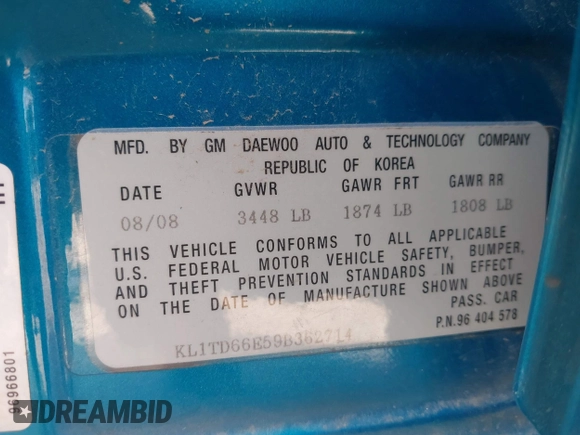 MFD. BY GM DAEWOO AUTO & TECHNOLOGY COMPANY
REPUBLIC OF KOREA
DATE GVWR GAWR FRT GAWR RR
08/08 3448 LB 1874 LB 1808 LB
THIS VEHICLE CONFORMS TO ALL APPLICABLE
U.S. FEDERAL MOTOR VEHICLE SAFETY, BUMPER,
AND THEFT PREVENTION STANDARDS IN EFFECT
ON THE DATE OF MANUFACTURE SHOWN ABOVE
PASS. CAR
P.N. 96 404 578
KL1TD66E59B362714
96966801
DREAMBID